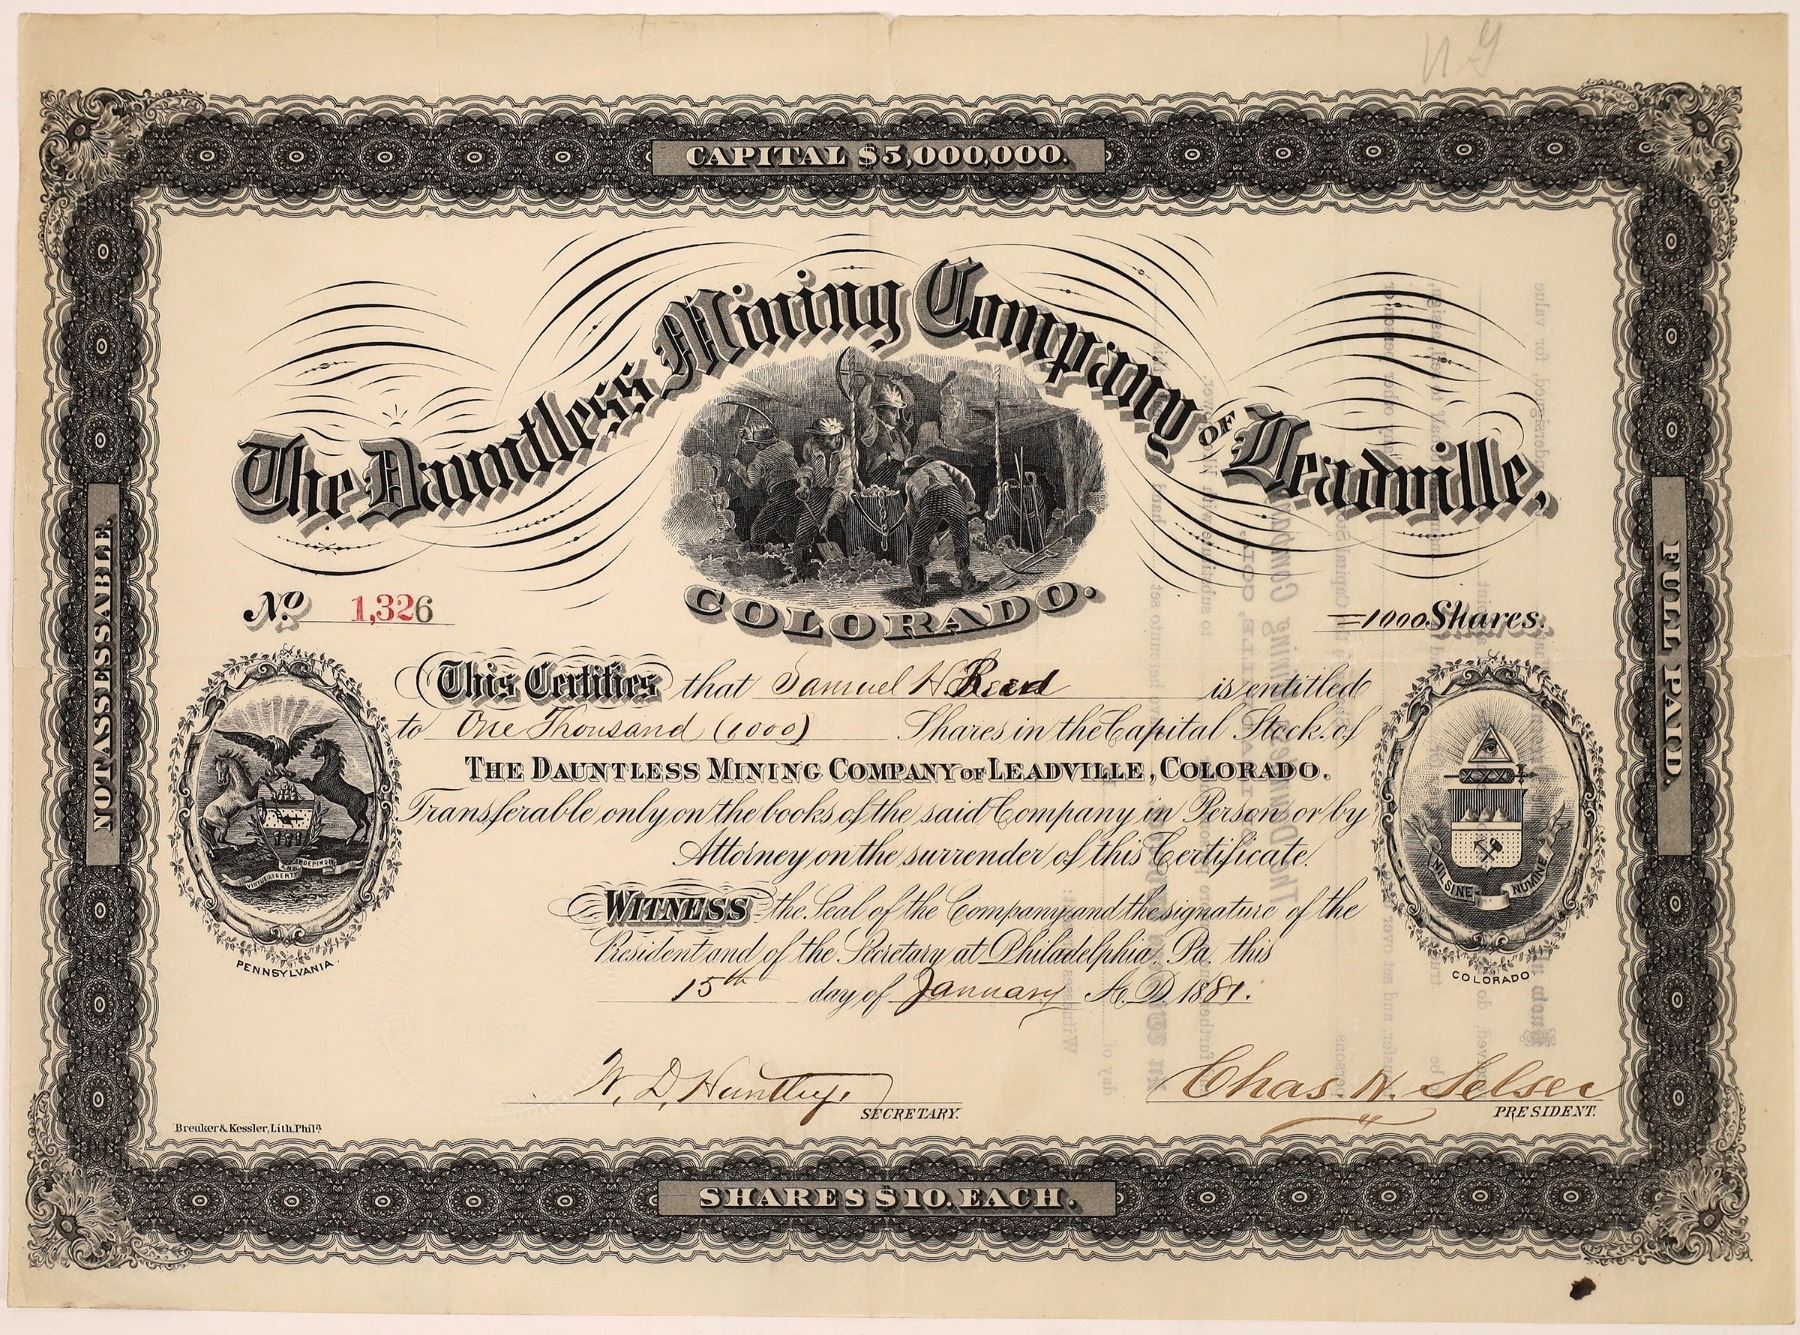 CAPITAL $5,000,000.
The Dauntless Mining Company OF Leadville,
COLORADO.
NOT ASSESSABLE.
FULL PAID.
No. 1,326
=1000 Shares.
This Certifies that Samuel H Reed is entitled
to One Thousand (1000) Shares in the Capital Stock of
THE DAUNTLESS MINING COMPANY OF LEADVILLE, COLORADO.
Transferable only on the books of the said Company in Person or by
Attorney on the surrender of this Certificate.
WITNESS the Seal of the Company and the signature of the
President and of the Secretary at Philadelphia, Pa. this
15th day of January A.D. 1881.
VIRTUE LIBERTY INDEPENDE
PENNSYLVANIA.
NIL SINE NUMINE
COLORADO
W. D. Huntley.
SECRETARY.
Chas H. Selser
PRESIDENT.
Breuker & Kessler, Lith. Phila.
SHARES $10. EACH.